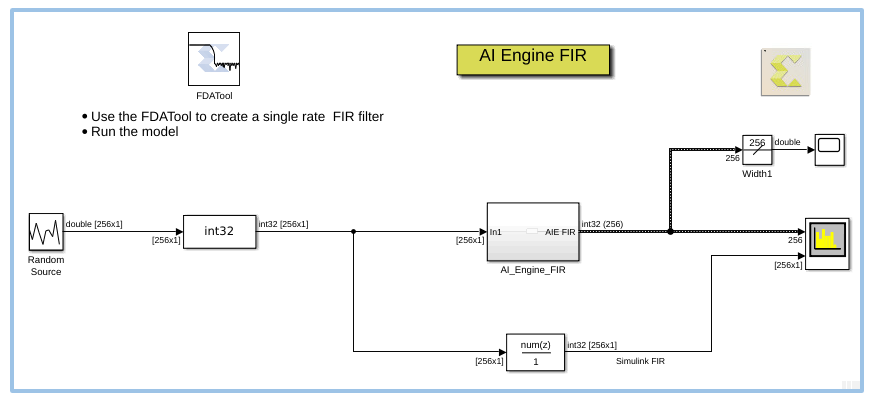 AI Engine FIR
FDATool
• Use the FDATool to create a single rate  FIR filter
• Run the model
256
double
256
Width1
double [256x1]
int32
int32 [256x1]
[256x1]
Random
Source
In1
AIE FIR
int32 (256)
[256x1]
AI_Engine_FIR
256
[256x1]
num(z)
1
int32 [256x1]
[256x1]
Simulink FIR